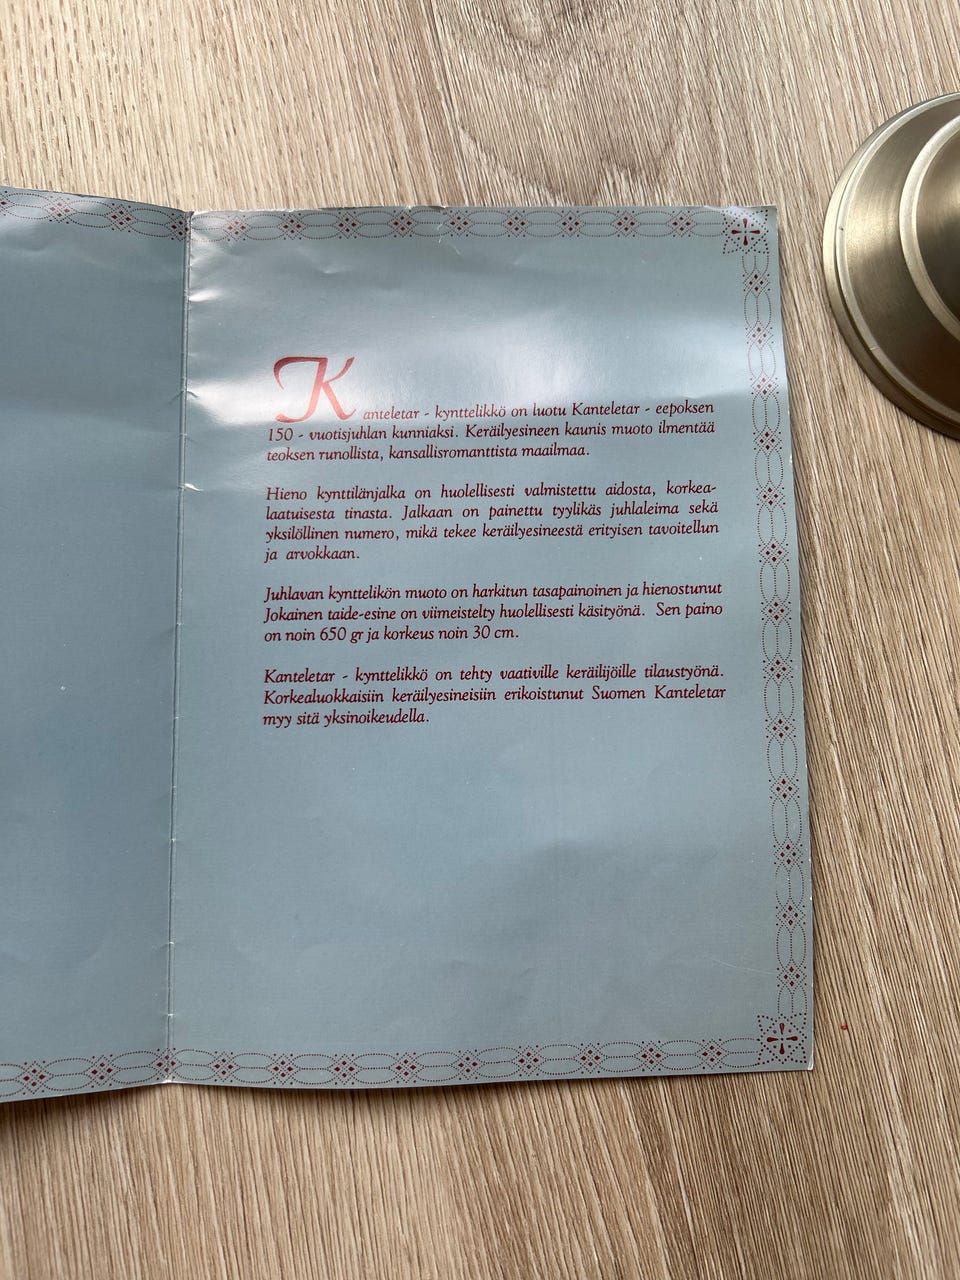 Kanteletar - kynttelikkö on luotu Kanteletar - eepoksen
150 - vuotisjuhlan kunniaksi. Keräilyesineen kaunis muoto ilmentää
teoksen runollista, kansallisromanttista maailmaa.
Hieno kynttilänjalka on huolellisesti valmistettu aidosta, korkea-
laatuisesta tinasta. Jalkaan on painettu tyylikäs juhlaleima sekä
yksilöllinen numero, mikä tekee keräilyesineestä erityisen tavoitellun
ja arvokkaan.
Juhlavan kynttelikön muoto on harkitun tasapainoinen ja hienostunut
Jokainen taide-esine on viimeistelty huolellisesti käsityönä. Sen paino
on noin 650 gr ja korkeus noin 30 cm.
Kanteletar - kynttelikkö on tehty vaativille keräilijöille tilaustyönä.
Korkealuokkaisiin keräilyesineisiin erikoistunut Suomen Kanteletar
myy sitä yksinoikeudella.